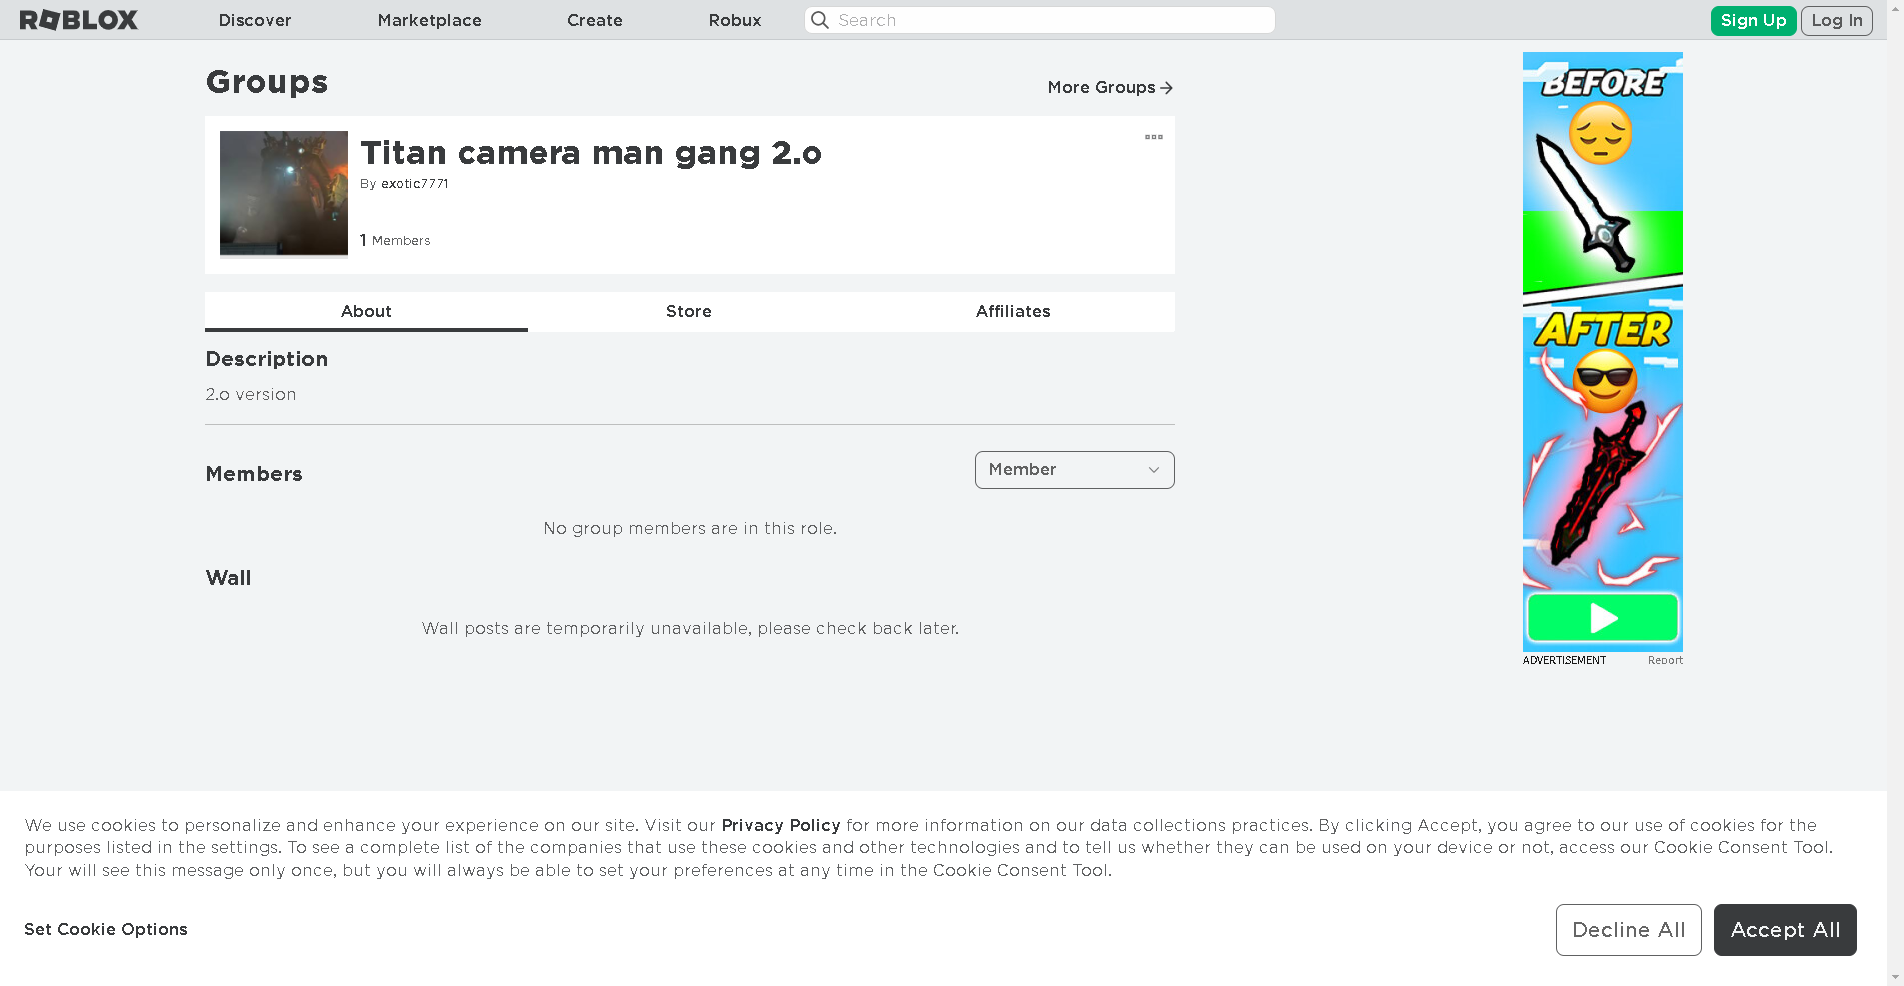 ROBLOX
Discover
Marketplace
Create
Robux
Search
Sign Up
Log In
Groups
More Groups
Titan camera man gang 2.o
By exotic7771
1 Members
About
Store
Affiliates
Description
2.o version
Members
Member
No group members are in this role.
Wall
Wall posts are temporarily unavailable, please check back later.
BEFORE
AFTER
ADVERTISEMENT
Report
We use cookies to personalize and enhance your experience on our site. Visit our Privacy Policy for more information on our data collections practices. By clicking Accept, you agree to our use of cookies for the
purposes listed in the settings. To see a complete list of the companies that use these cookies and other technologies and to tell us whether they can be used on your device or not, access our Cookie Consent Tool.
Your will see this message only once, but you will always be able to set your preferences at any time in the Cookie Consent Tool.
Set Cookie Options
Decline All
Accept All